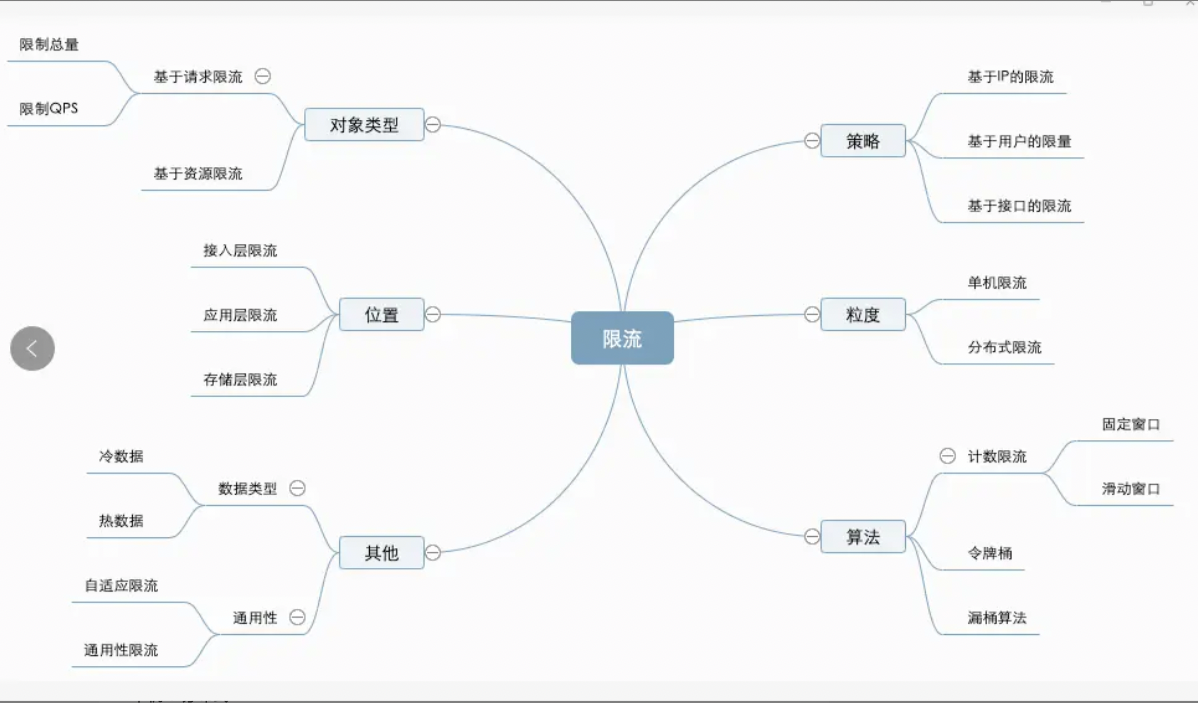 限流
对象类型
基于请求限流
限制总量
限制QPS
基于资源限流
位置
接入层限流
应用层限流
存储层限流
其他
数据类型
冷数据
热数据
通用性
自适应限流
通用性限流
策略
基于IP的限流
基于用户的限量
基于接口的限流
粒度
单机限流
分布式限流
算法
计数限流
固定窗口
滑动窗口
令牌桶
漏桶算法